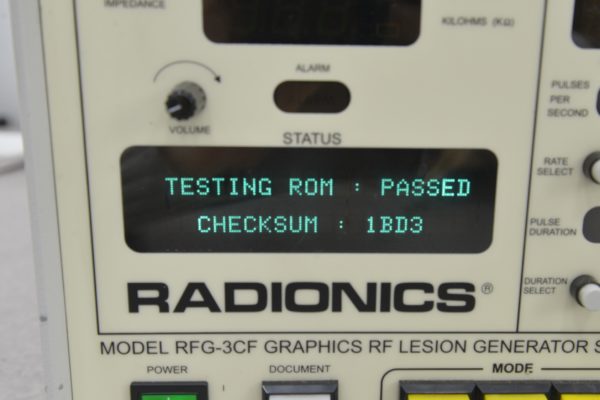 IMPEDANCE
KILOHMS (KΩ)
ALARM
VOLUME
STATUS
TESTING ROM : PASSED
CHECKSUM : 1BD3
RADIONICS®
MODEL RFG-3CF GRAPHICS RF LESION GENERATOR S
POWER
DOCUMENT
MODE
PULSES
PER
SECOND
RATE
SELECT
PULSE
DURATION
DURATION
SELECT